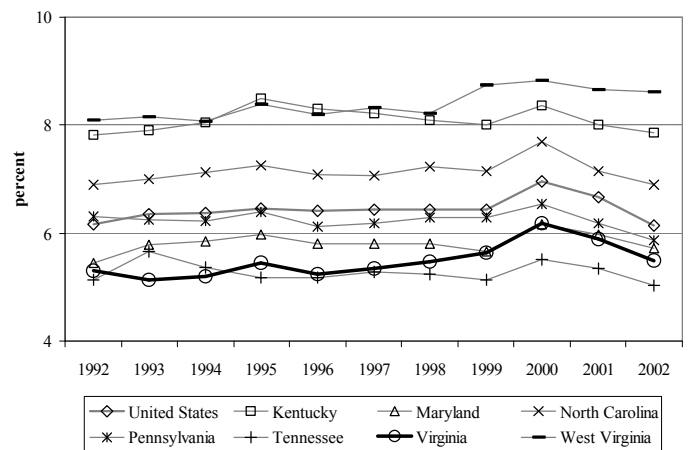 10
8
6
4
percent
1992 1993 1994 1995 1996 1997 1998 1999 2000 2001 2002
United States Kentucky Maryland North Carolina
Pennsylvania Tennessee Virginia West Virginia